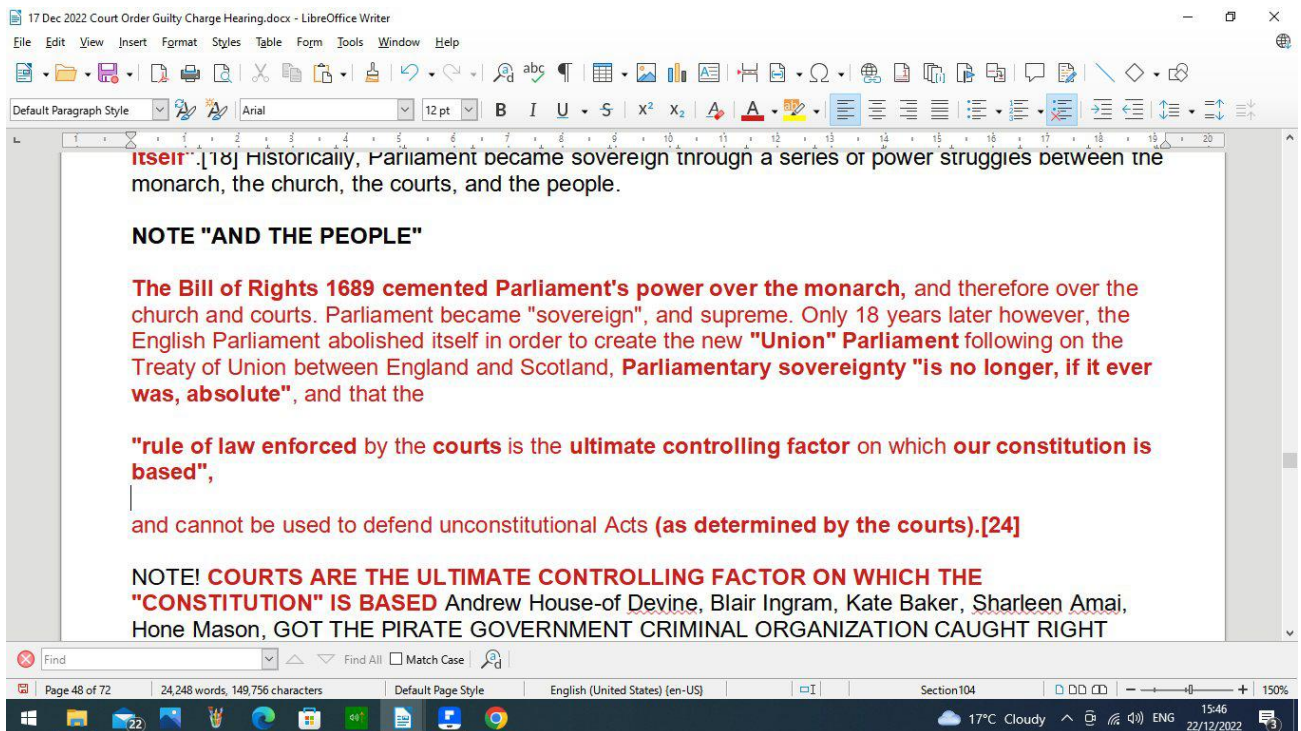 17 Dec 2022 Court Order Guilty Charge Hearing.docx - LibreOffice Writer
File Edit View Insert Format Styles Table Form Tools Window Help
Default Paragraph Style Arial 12 pt
itself".[18] Historically, Parliament became sovereign through a series of power struggles between the
monarch, the church, the courts, and the people.
NOTE "AND THE PEOPLE"
The Bill of Rights 1689 cemented Parliament's power over the monarch, and therefore over the
church and courts. Parliament became "sovereign", and supreme. Only 18 years later however, the
English Parliament abolished itself in order to create the new "Union" Parliament following on the
Treaty of Union between England and Scotland, Parliamentary sovereignty "is no longer, if it ever
was, absolute", and that the
"rule of law enforced by the courts is the ultimate controlling factor on which our constitution is
based",
and cannot be used to defend unconstitutional Acts (as determined by the courts).[24]
NOTE! COURTS ARE THE ULTIMATE CONTROLLING FACTOR ON WHICH THE
"CONSTITUTION" IS BASED Andrew House-of Devine, Blair Ingram, Kate Baker, Sharleen Amai,
Hone Mason, GOT THE PIRATE GOVERNMENT CRIMINAL ORGANIZATION CAUGHT RIGHT
Find Find All Match Case
Page 48 of 72 24,248 words, 149,756 characters Default Page Style English (United States) {en-US} Section104 150%
22 17°C Cloudy ENG 15:46
22/12/2022 3